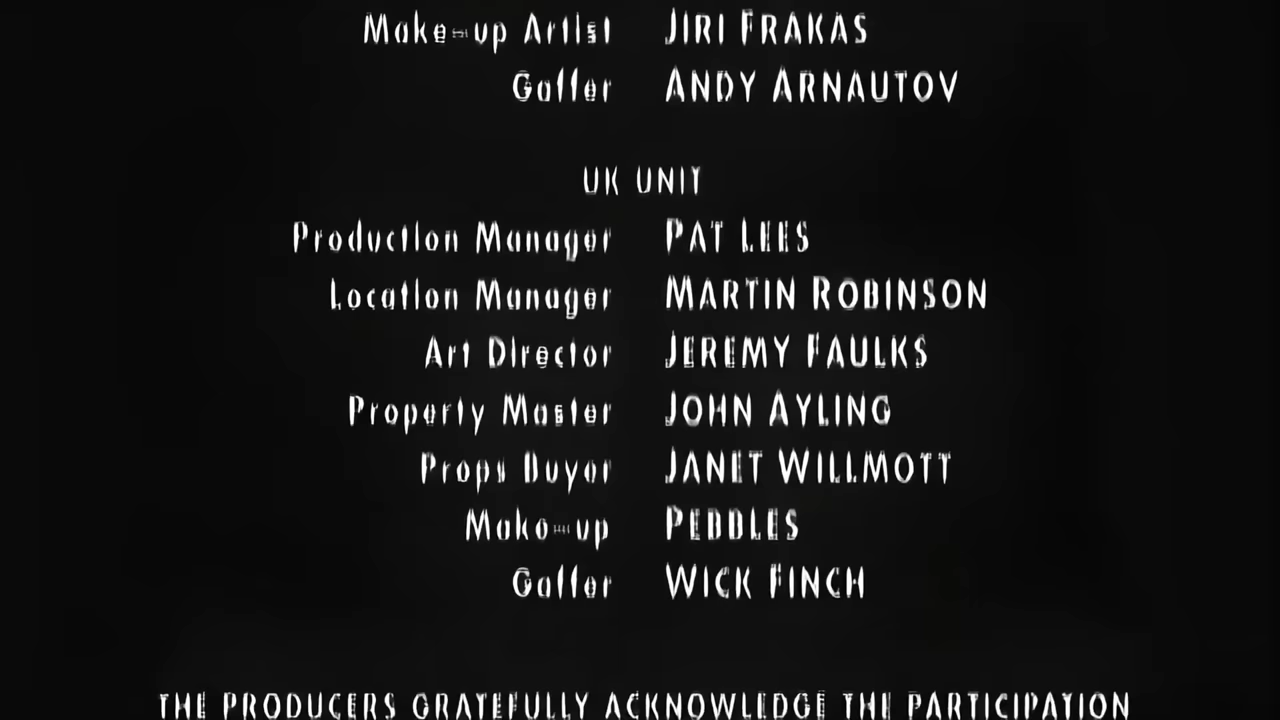 Make-up Artist JIRI FRAKAS
Gaffer ANDY ARNAUTOV
UK UNIT
Production Manager PAT LEES
Location Manager MARTIN ROBINSON
Art Director JEREMY FAULKS
Property Master JOHN AYLING
Props Buyer JANET WILLMOTT
Make-up PEBBLES
Gaffer WICK FINCH
THE PRODUCERS GRATEFULLY ACKNOWLEDGE THE PARTICIPATION